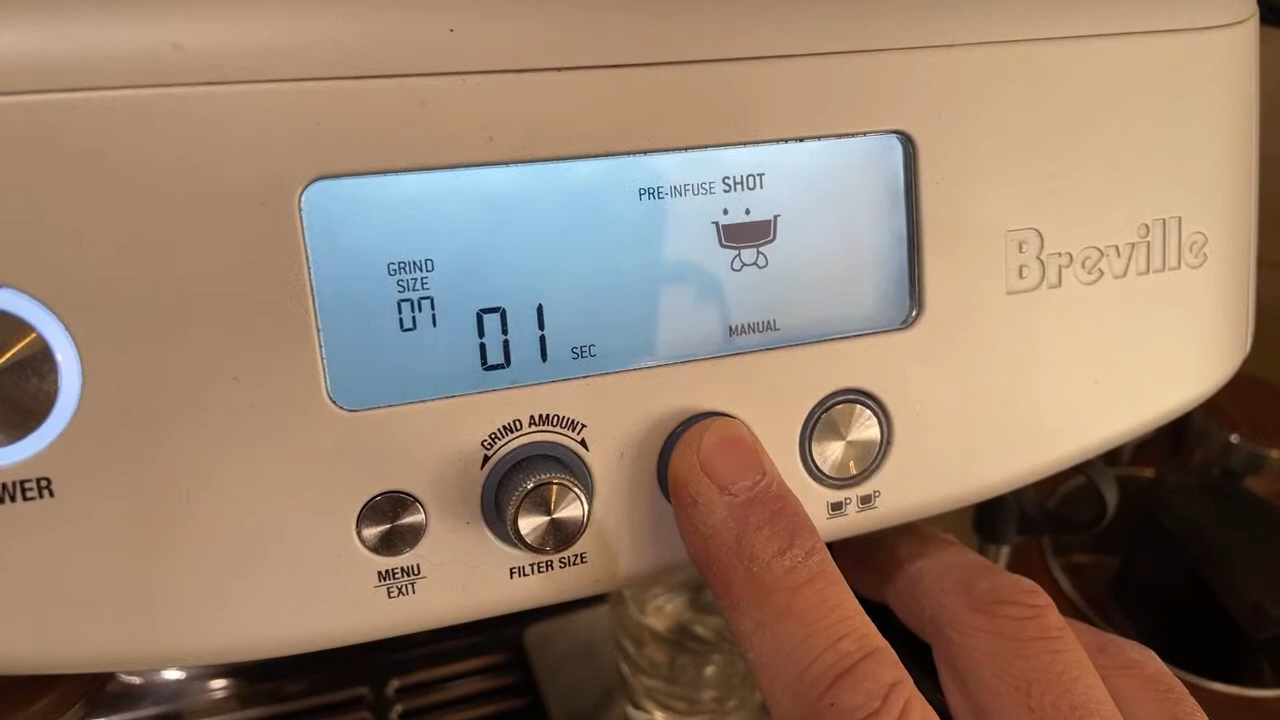 PRE-INFUSE SHOT
GRIND
SIZE
07
01 SEC
MANUAL
Breville
GRIND AMOUNT
FILTER SIZE
MENU
EXIT
WER